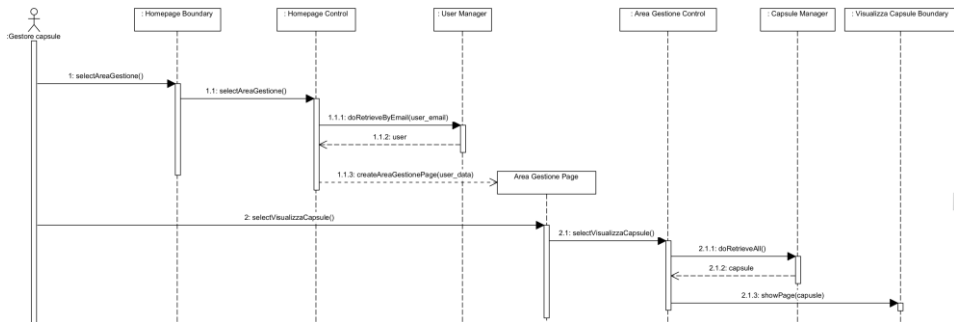 : Homepage Boundary
: Homepage Control
: User Manager
: Area Gestione Control
: Capsule Manager
: Visualizza Capsule Boundary
:Gestore capsule
1: selectAreaGestione()
1.1: selectAreaGestione()
1.1.1: doRetrieveByEmail(user_email)
1.1.2: user
1.1.3: createAreaGestionePage(user_data)
Area Gestione Page
2: selectVisualizzaCapsule()
2.1: selectVisualizzaCapsule()
2.1.1: doRetrieveAll()
2.1.2: capsule
2.1.3: showPage(capusle)